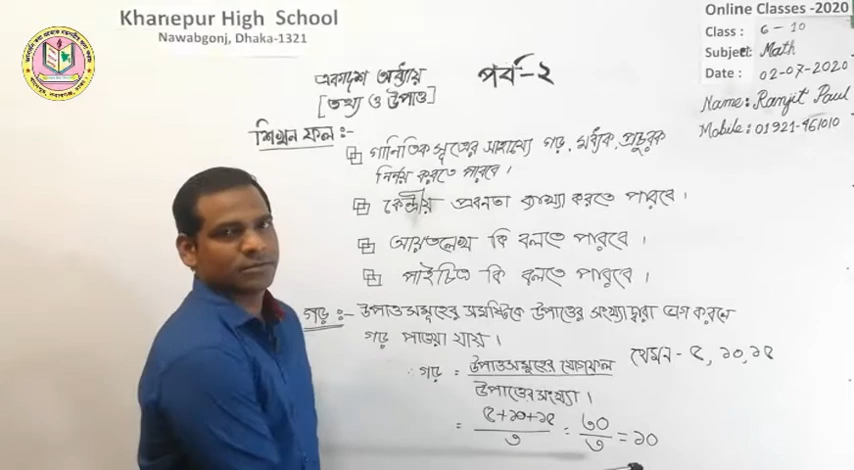 Khanepur High School
Nawabgonj, Dhaka-1321
Online Classes -2020
Class : 6-10
Subject: Math
Date : 02-07-2020
Name: Ranjit Paul
Mobile: 01921-461010
একাদশ অধ্যায়
[তথ্য ও উপাত্ত]
পর্ব-২
শিখন ফল :-
গানিতিক সূত্রের সাহায্যে গড়, মধ্যক, প্রচুরক
নির্নয় করতে পারবে ।
কেন্দ্রীয় প্রবনতা ব্যাখ্যা করতে পারবে ।
আয়তলেখ কি বলতে পারবে ।
পাইচিত্র কি বলতে পারবে ।
গড় :- উপাত্তসমূহের সমষ্টিকে উপাত্তের সংখ্যা দ্বারা ভাগ করলে
গড় পাওয়া যায় ।
∴ গড় = উপাত্তসমূহের যোগফল
উপাত্তের সংখ্যা ।
যেমন - ৫, ১০, ১৫
= ৫+১০+১৫ / ৩ = ৩০ / ৩ = ১০